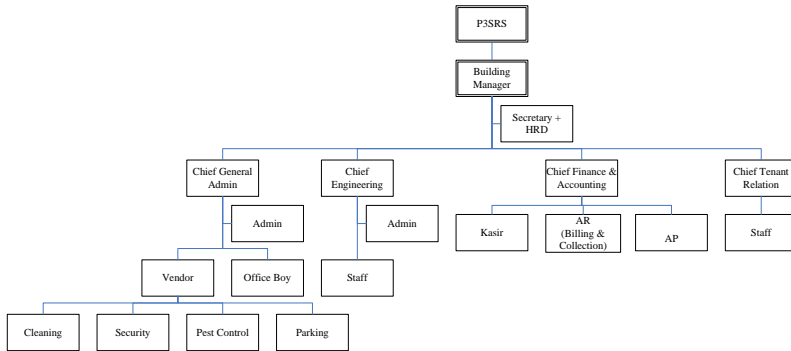 P3SRS
Building
Manager
Secretary +
HRD
Chief General
Admin
Chief
Engineering
Chief Finance &
Accounting
Chief Tenant
Relation
Admin
Admin
Kasir
AR
(Billing &
Collection)
AP
Staff
Vendor
Office Boy
Staff
Cleaning
Security
Pest Control
Parking